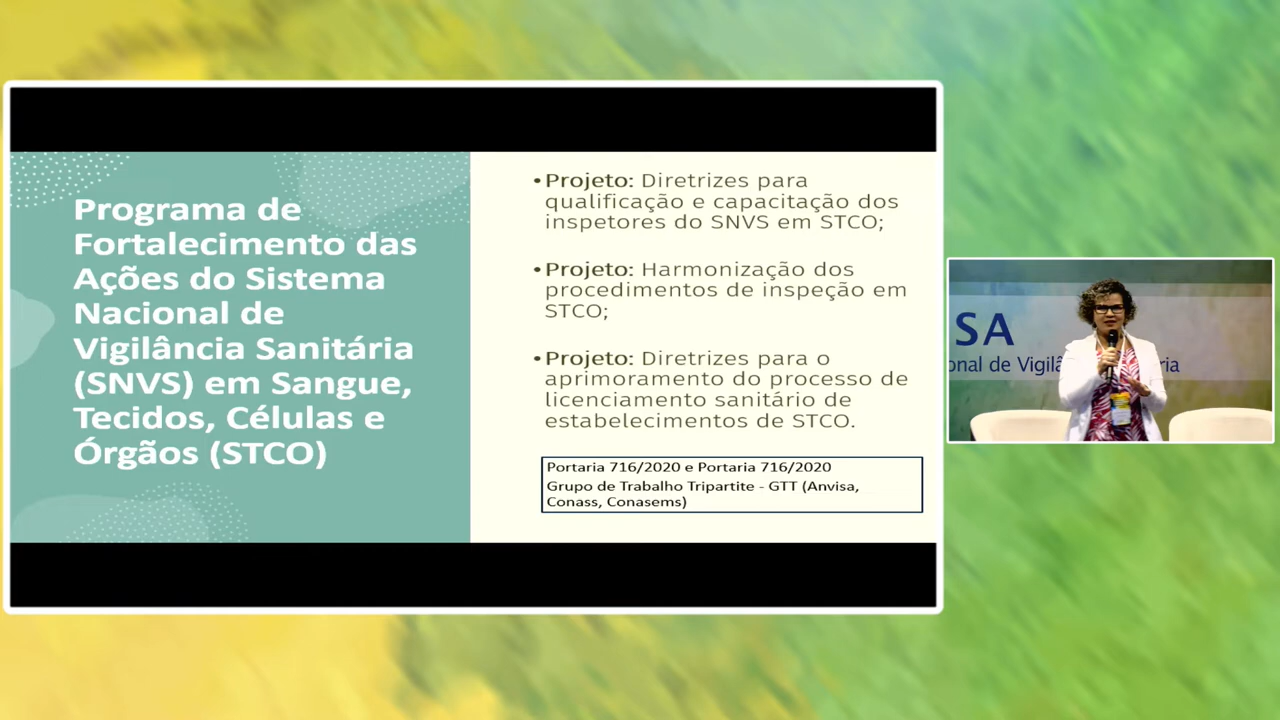 Programa de
Fortalecimento das
Ações do Sistema
Nacional de
Vigilância Sanitária
(SNVS) em Sangue,
Tecidos, Células e
Órgãos (STCO)
•Projeto: Diretrizes para
qualificação e capacitação dos
inspetores do SNVS em STCO;
•Projeto: Harmonização dos
procedimentos de inspeção em
STCO;
•Projeto: Diretrizes para o
aprimoramento do processo de
licenciamento sanitário de
estabelecimentos de STCO.
Portaria 716/2020 e Portaria 716/2020
Grupo de Trabalho Tripartite - GTT (Anvisa,
Conass, Conasems)
SA
onal de Vigilâ ria